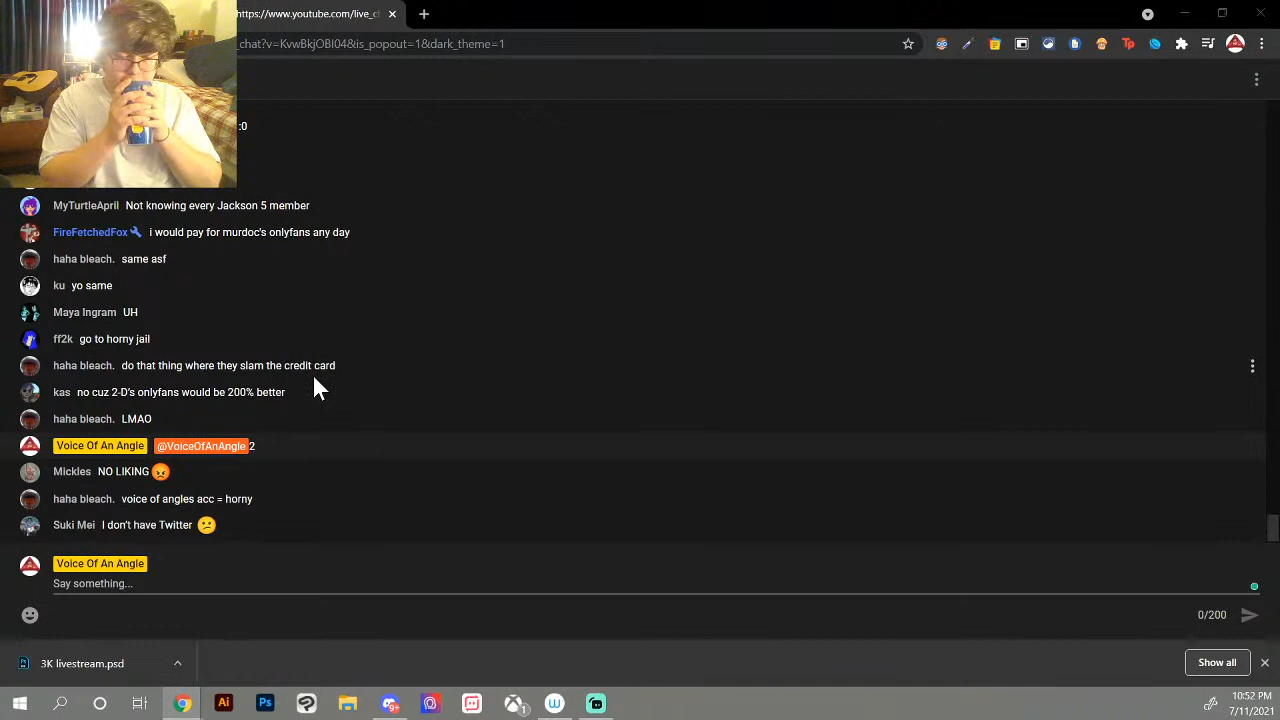 https://www.youtube.com/live_c
_chat?v=KvwBkjOBI04&is_popout=1&dark_theme=1
:0
MyTurtleApril Not knowing every Jackson 5 member
FireFetchedFox i would pay for murdoc's onlyfans any day
haha bleach. same asf
ku yo same
Maya Ingram UH
ff2k go to horny jail
haha bleach. do that thing where they slam the credit card
kas no cuz 2-D's onlyfans would be 200% better
haha bleach. LMAO
Voice Of An Angle @VoiceOfAnAngle 2
Mickles NO LIKING 😡
haha bleach. voice of angles acc = horny
Suki Mei I don't have Twitter 😕
Voice Of An Angle
Say something...
0/200
3K livestream.psd
Show all
Ai Ps
10:52 PM
7/11/2021